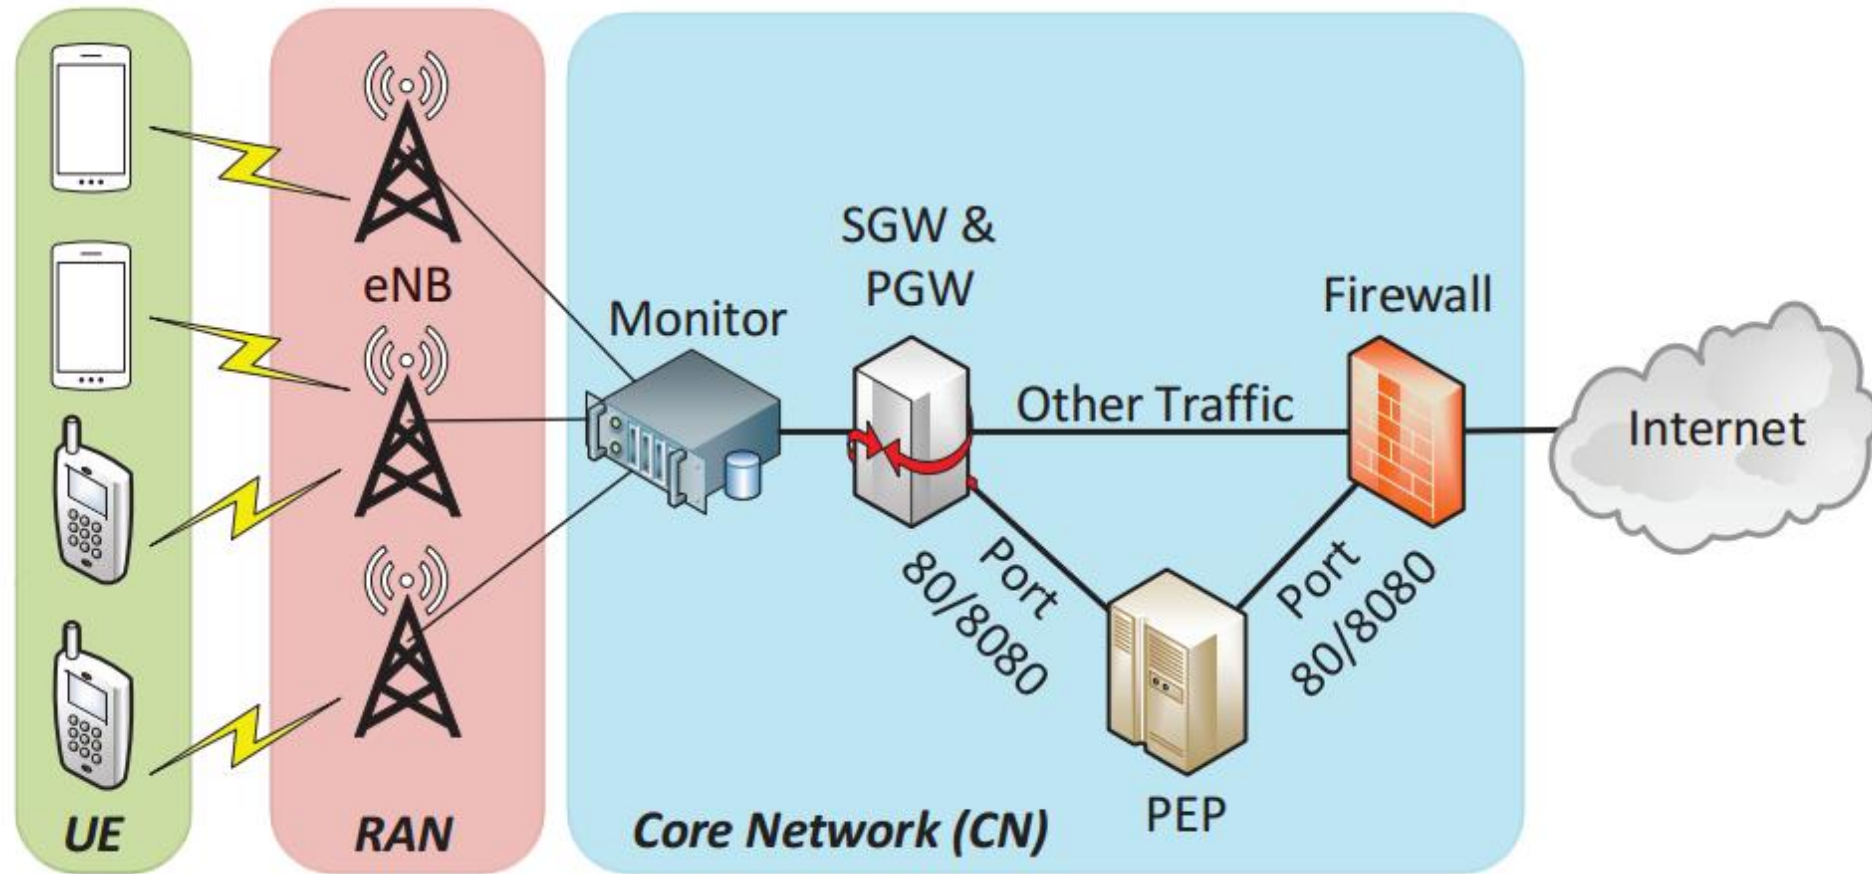 eNB
UE
RAN
Monitor
SGW &
PGW
Other Traffic
Firewall
Internet
Port
80/8080
Port
80/8080
PEP
Core Network (CN)